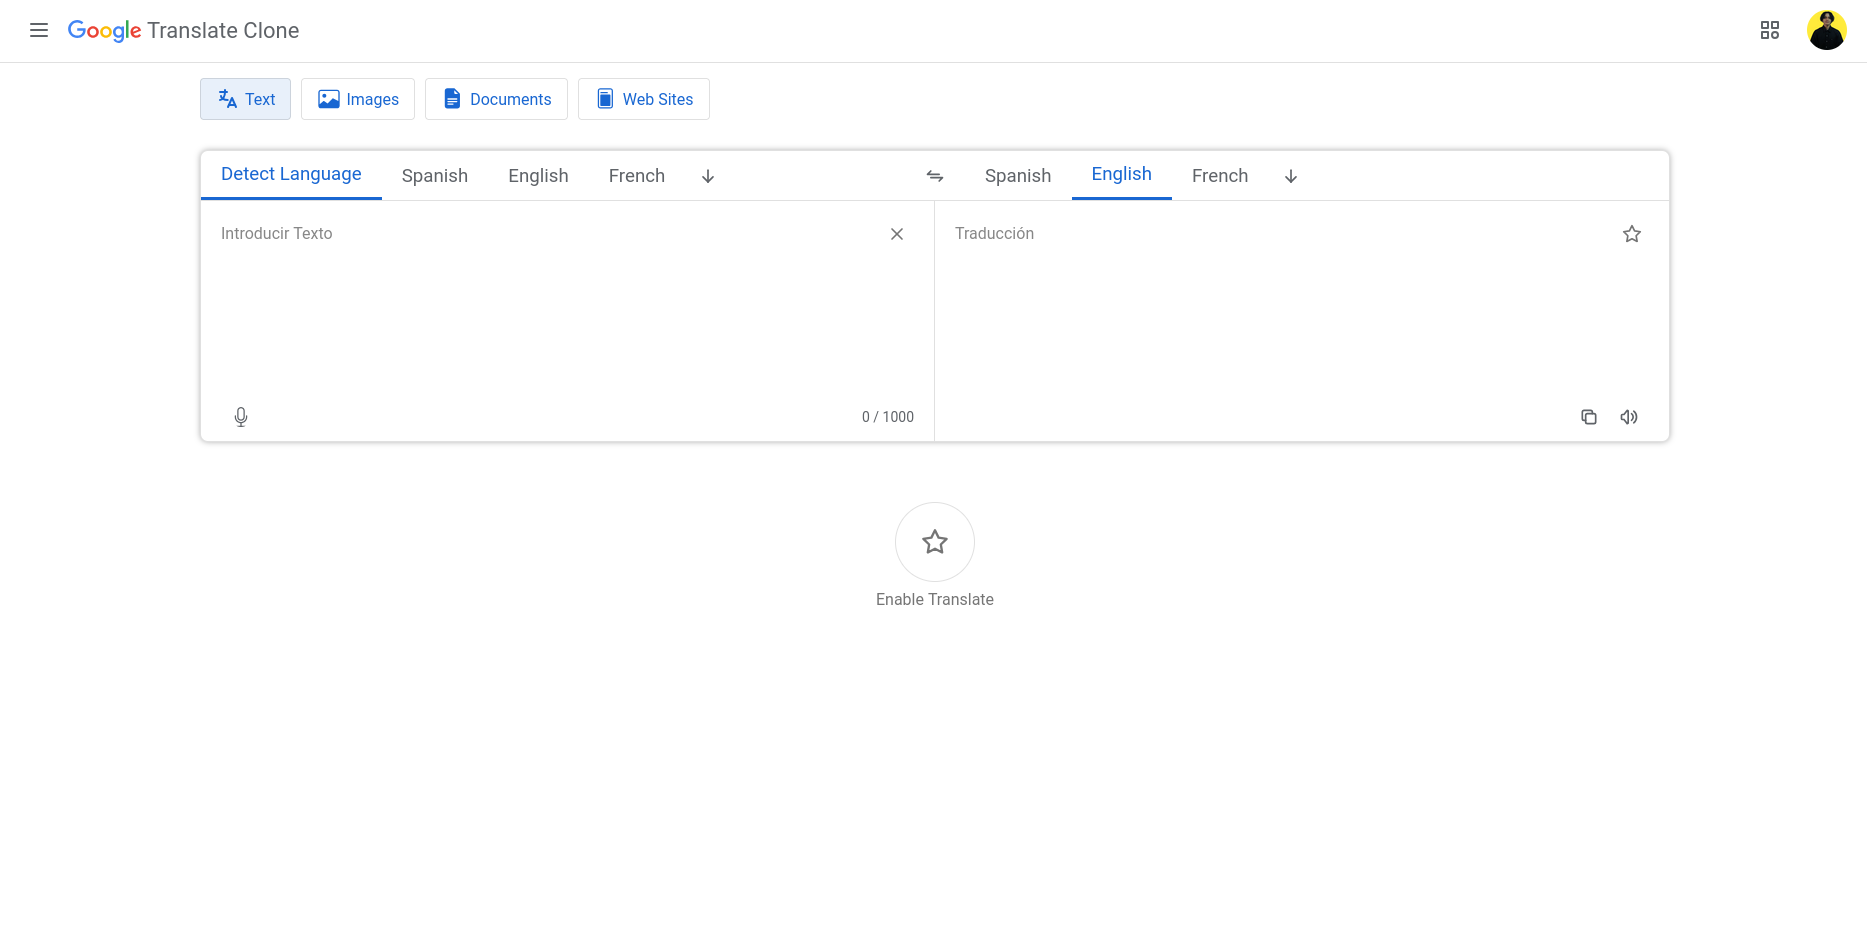 Google Translate Clone
Text Images Documents Web Sites
Detect Language Spanish English French Spanish English French
Introducir Texto Traducción
0 / 1000
Enable Translate